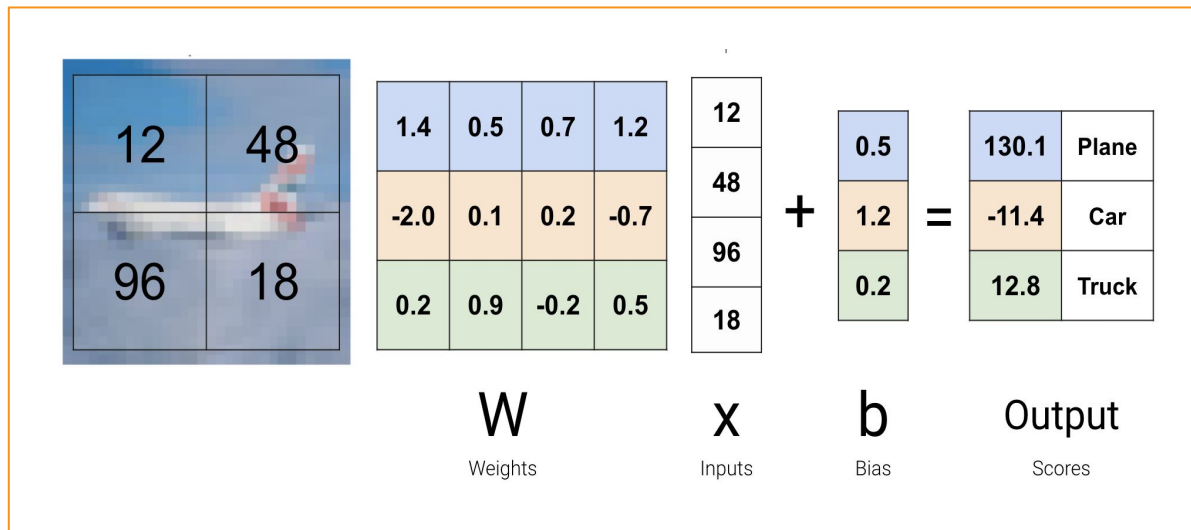 12 48
96 18
1.4 0.5 0.7 1.2
-2.0 0.1 0.2 -0.7
0.2 0.9 -0.2 0.5
12
48
96
18
+
0.5
1.2
0.2
=
130.1 Plane
-11.4 Car
12.8 Truck
W x b Output
Weights Inputs Bias Scores